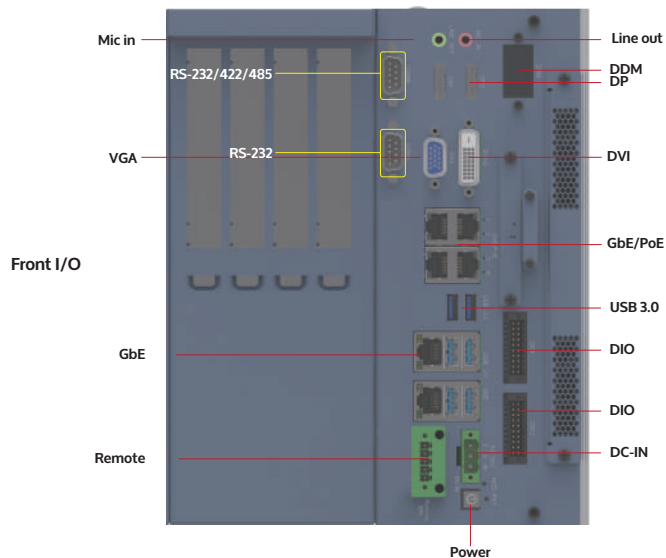 Mic in
Line out
RS-232/422/485
DDM
DP
VGA
RS-232
DVI
GbE/PoE
Front I/O
USB 3.0
GbE
DIO
DIO
Remote
DC-IN
Power